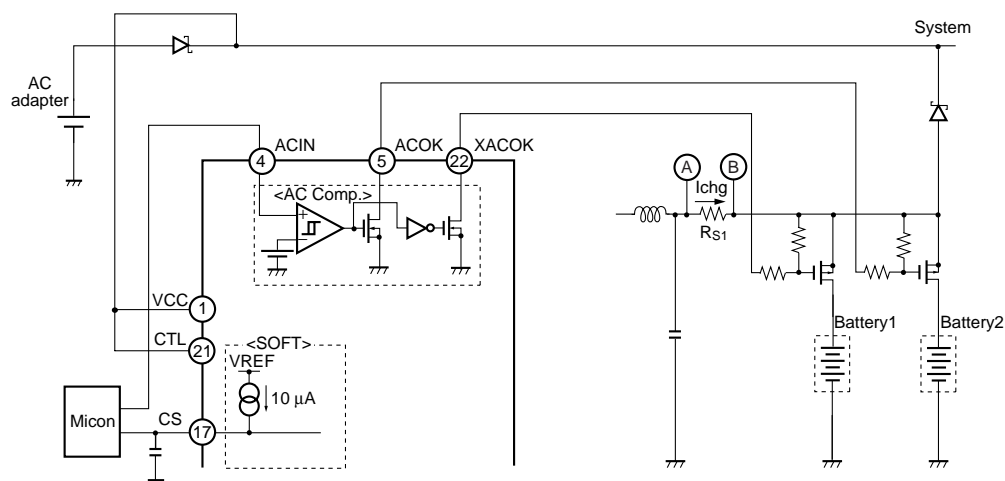 System
AC
adapter
ACIN
ACOK
XACOK
4
5
22
A
B
Ichg
RS1
<AC Comp.>
+
−
VCC
1
CTL
21
<SOFT>
VREF
10 μA
Battery1
Battery2
Micon
CS
17